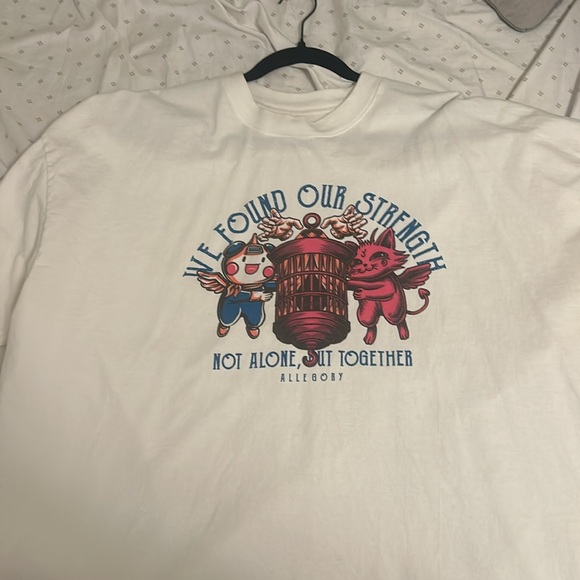 WE FOUND OUR STRENGTH
NOT ALONE, BUT TOGETHER
ALLEGORY